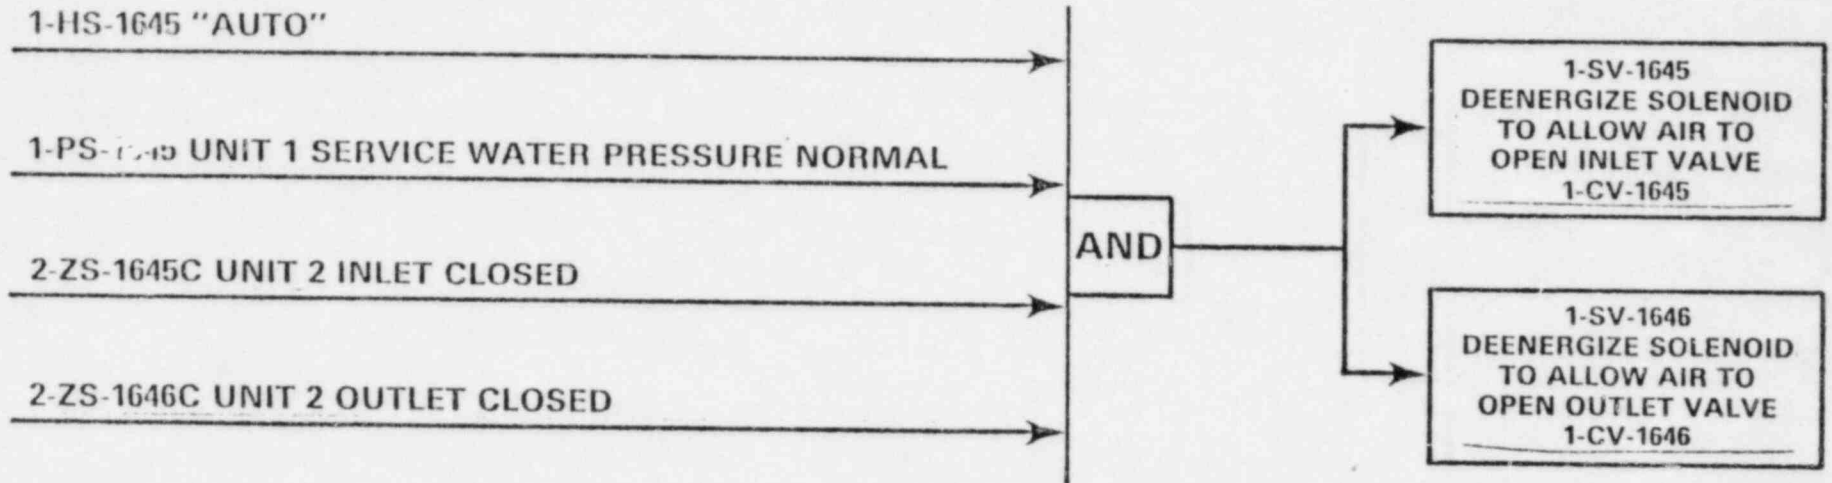 1-HS-1645 "AUTO"
UNIT 1 SERVICE WATER PRESSURE NORMAL
2-ZS-1645C UNIT 2 INLET CLOSED
2-ZS-1646C UNIT 2 OUTLET CLOSED
AND
1-SV-1645
DEENERGIZE SOLENOID
TO ALLOW AIR TO
OPEN INLET VALVE
1-CV-1645
1-SV-1646
DEENERGIZE SOLENOID
TO ALLOW AIR TO
OPEN OUTLET VALVE
1-CV-1646